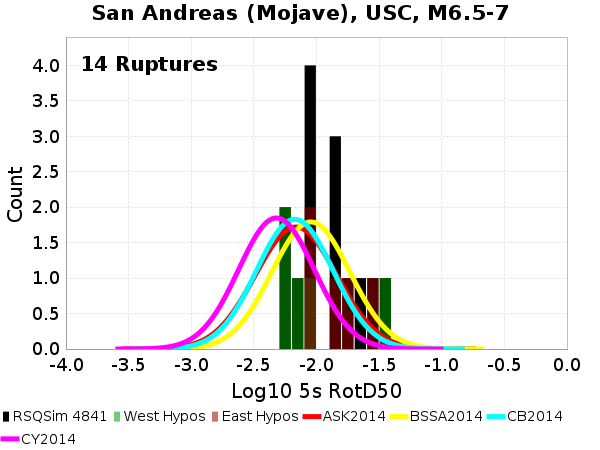 San Andreas (Mojave), USC, M6.5-7
14 Ruptures
Count
4.0
3.5
3.0
2.5
2.0
1.5
1.0
0.5
0.0
-4.0 -3.5 -3.0 -2.5 -2.0 -1.5 -1.0 -0.5 0.0
Log10 5s RotD50
RSQSim 4841 West Hypos East Hypos ASK2014 BSSA2014 CB2014
CY2014